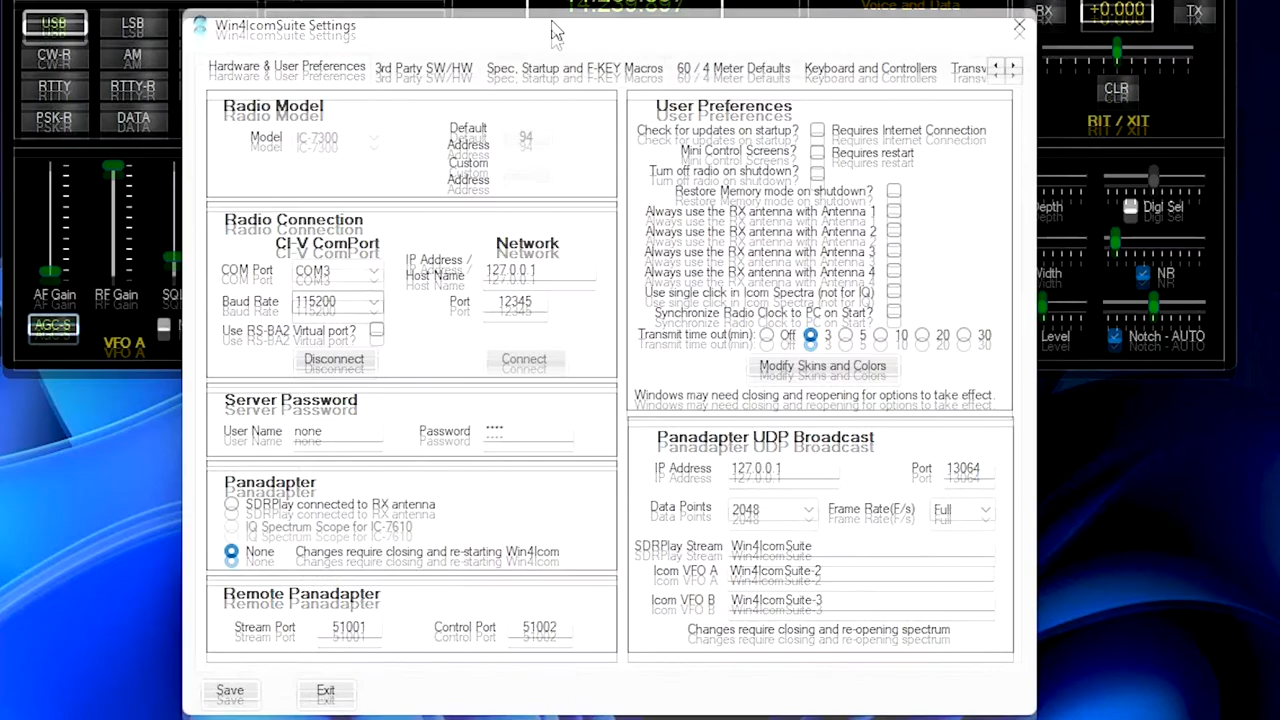 14.285.997
Voice and Data
USB LSB
CW-R AM
RTTY RTTY-R
PSK-R DATA
AF Gain RF Gain SQ
AGC-S
VFO A
RX +0.000 TX
CLR
RIT / XIT
Depth Digi Sel
Width NR
Level Notch - AUTO
Win4IcomSuite Settings
Hardware & User Preferences 3rd Party SW/HW Spec, Startup and F-KEY Macros 60 / 4 Meter Defaults Keyboard and Controllers Transv
Radio Model
Model IC-7300
Default Address 94
Custom Address
Radio Connection
CI-V ComPort Network
COM Port COM3 IP Address / Host Name 127.0.0.1
Baud Rate 115200 Port 12345
Use RS-BA2 Virtual port?
Disconnect Connect
Server Password
User Name none Password ****
Panadapter
SDRPlay connected to RX antenna
IQ Spectrum Scope for IC-7610
None Changes require closing and re-starting Win4Icom
Remote Panadapter
Stream Port 51001 Control Port 51002
User Preferences
Check for updates on startup? Requires Internet Connection
Mini Control Screens? Requires restart
Turn off radio on shutdown?
Restore Memory mode on shutdown?
Always use the RX antenna with Antenna 1
Always use the RX antenna with Antenna 2
Always use the RX antenna with Antenna 3
Always use the RX antenna with Antenna 4
Use single click in Icom Spectra (not for IQ)
Synchronize Radio Clock to PC on Start?
Transmit time out(min) Off 3 5 10 20 30
Modify Skins and Colors
Windows may need closing and reopening for options to take effect.
Panadapter UDP Broadcast
IP Address 127.0.0.1 Port 13064
Data Points 2048 Frame Rate(F/s) Full
SDRPlay Stream Win4IcomSuite
Icom VFO A Win4IcomSuite-2
Icom VFO B Win4IcomSuite-3
Changes require closing and re-opening spectrum
Save Exit